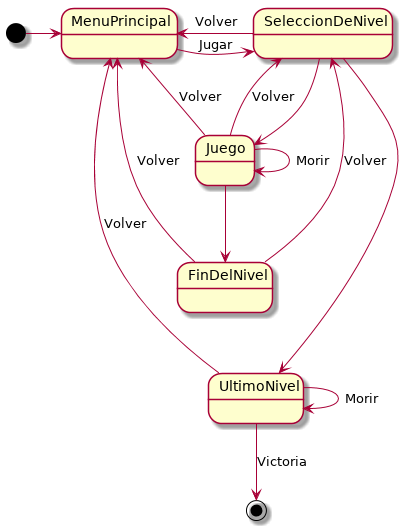 MenuPrincipal
Volver
SeleccionDeNivel
Jugar
Volver
Volver
Juego
Morir
Volver
Volver
FinDelNivel
Volver
UltimoNivel
Morir
Victoria